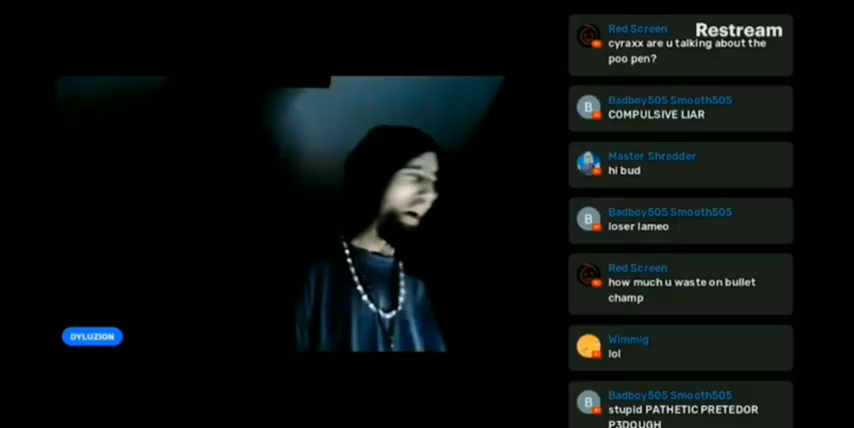 Restream
Red Screen
cyraxx are u talking about the
poo pen?
B
Badboy505 Smooth505
COMPULSIVE LIAR
Master Shredder
hi bud
B
Badboy505 Smooth505
loser lameo
Red Screen
how much u waste on bullet
champ
Wimmig
lol
B
Badboy505 Smooth505
stupid PATHETIC PRETEDOR
P3DOUGH
DYLUZION